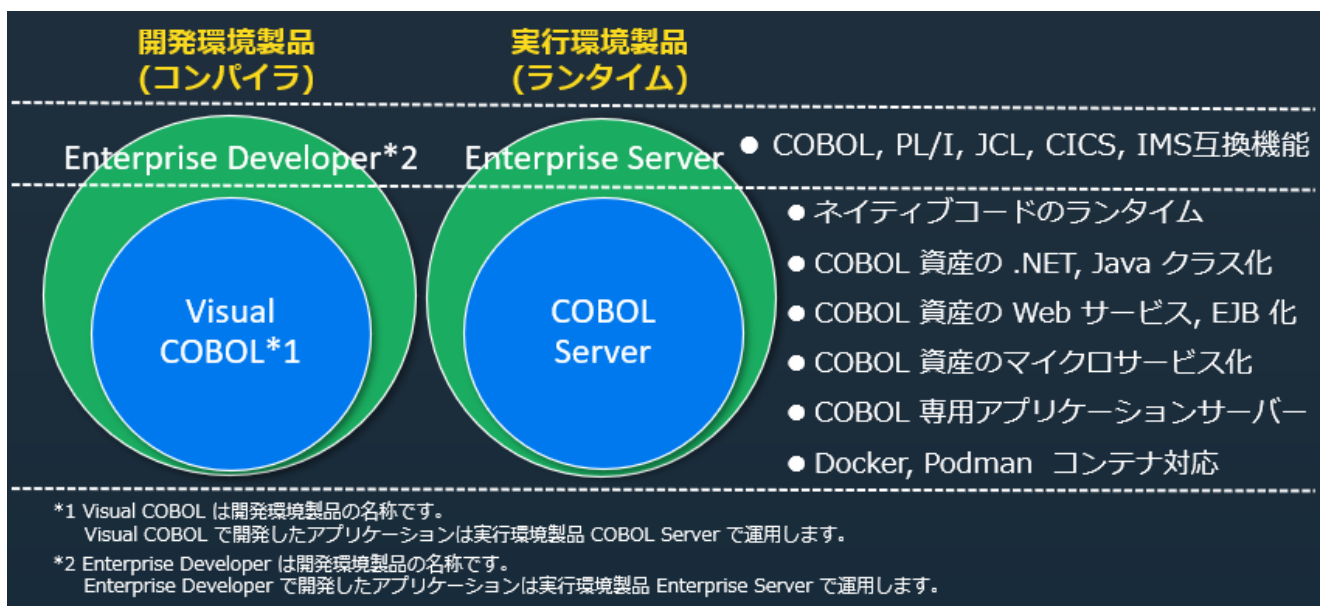 開発環境製品
(コンパイラ)
実行環境製品
(ランタイム)
Enterprise Developer*2
Enterprise Server
● COBOL, PL/I, JCL, CICS, IMS互換機能
Visual
COBOL*1
COBOL
Server
● ネイティブコードのランタイム
● COBOL 資産の .NET, Java クラス化
● COBOL 資産の Web サービス, EJB 化
● COBOL 資産のマイクロサービス化
● COBOL 専用アプリケーションサーバー
● Docker, Podman コンテナ対応
*1 Visual COBOL は開発環境製品の名称です。
Visual COBOL で開発したアプリケーションは実行環境製品 COBOL Server で運用します。
*2 Enterprise Developer は開発環境製品の名称です。
Enterprise Developer で開発したアプリケーションは実行環境製品 Enterprise Server で運用します。